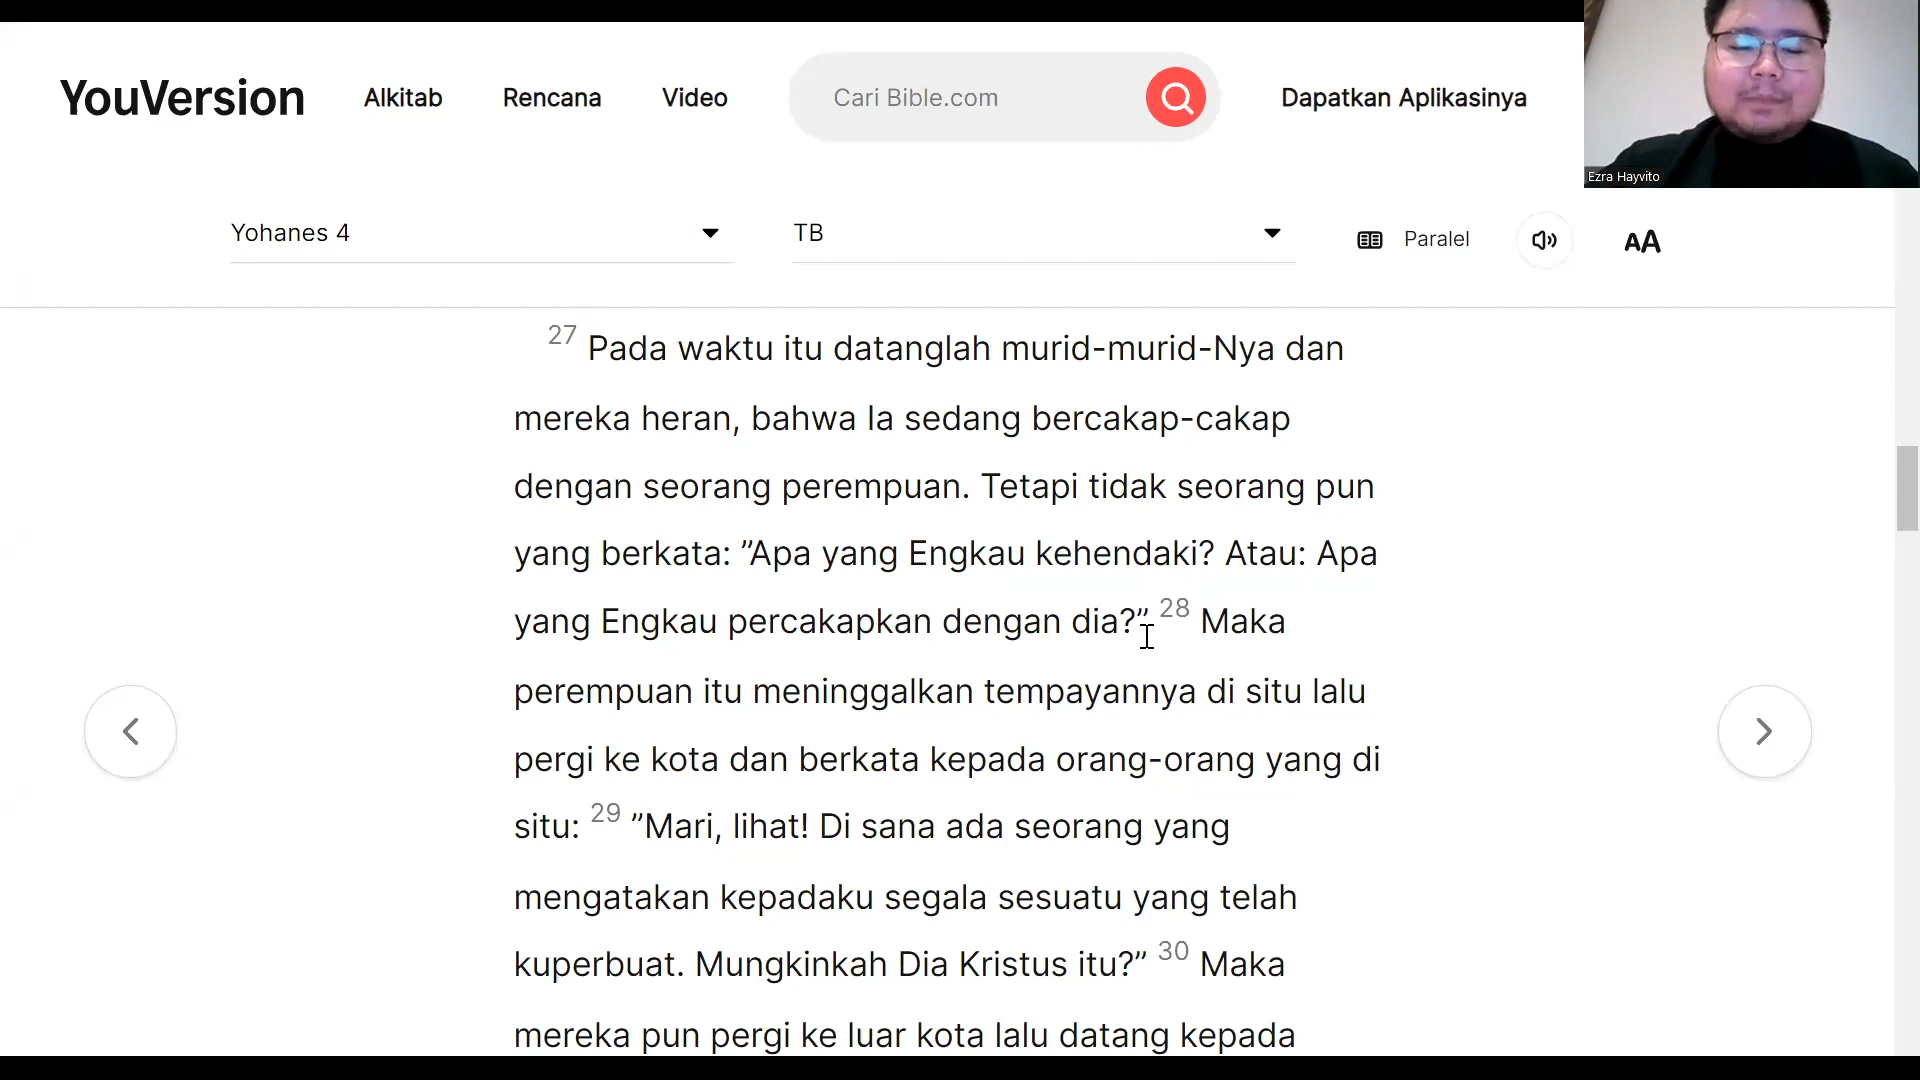 YouVersion Alkitab Rencana Video Cari Bible.com Dapatkan Aplikasinya
Ezra Hayvito
Yohanes 4 TB Paralel AA
27 Pada waktu itu datanglah murid-murid-Nya dan
mereka heran, bahwa Ia sedang bercakap-cakap
dengan seorang perempuan. Tetapi tidak seorang pun
yang berkata: ”Apa yang Engkau kehendaki? Atau: Apa
yang Engkau percakapkan dengan dia?” 28 Maka
perempuan itu meninggalkan tempayannya di situ lalu
pergi ke kota dan berkata kepada orang-orang yang di
situ: 29 ”Mari, lihat! Di sana ada seorang yang
mengatakan kepadaku segala sesuatu yang telah
kuperbuat. Mungkinkah Dia Kristus itu?” 30 Maka
mereka pun pergi ke luar kota lalu datang kepada